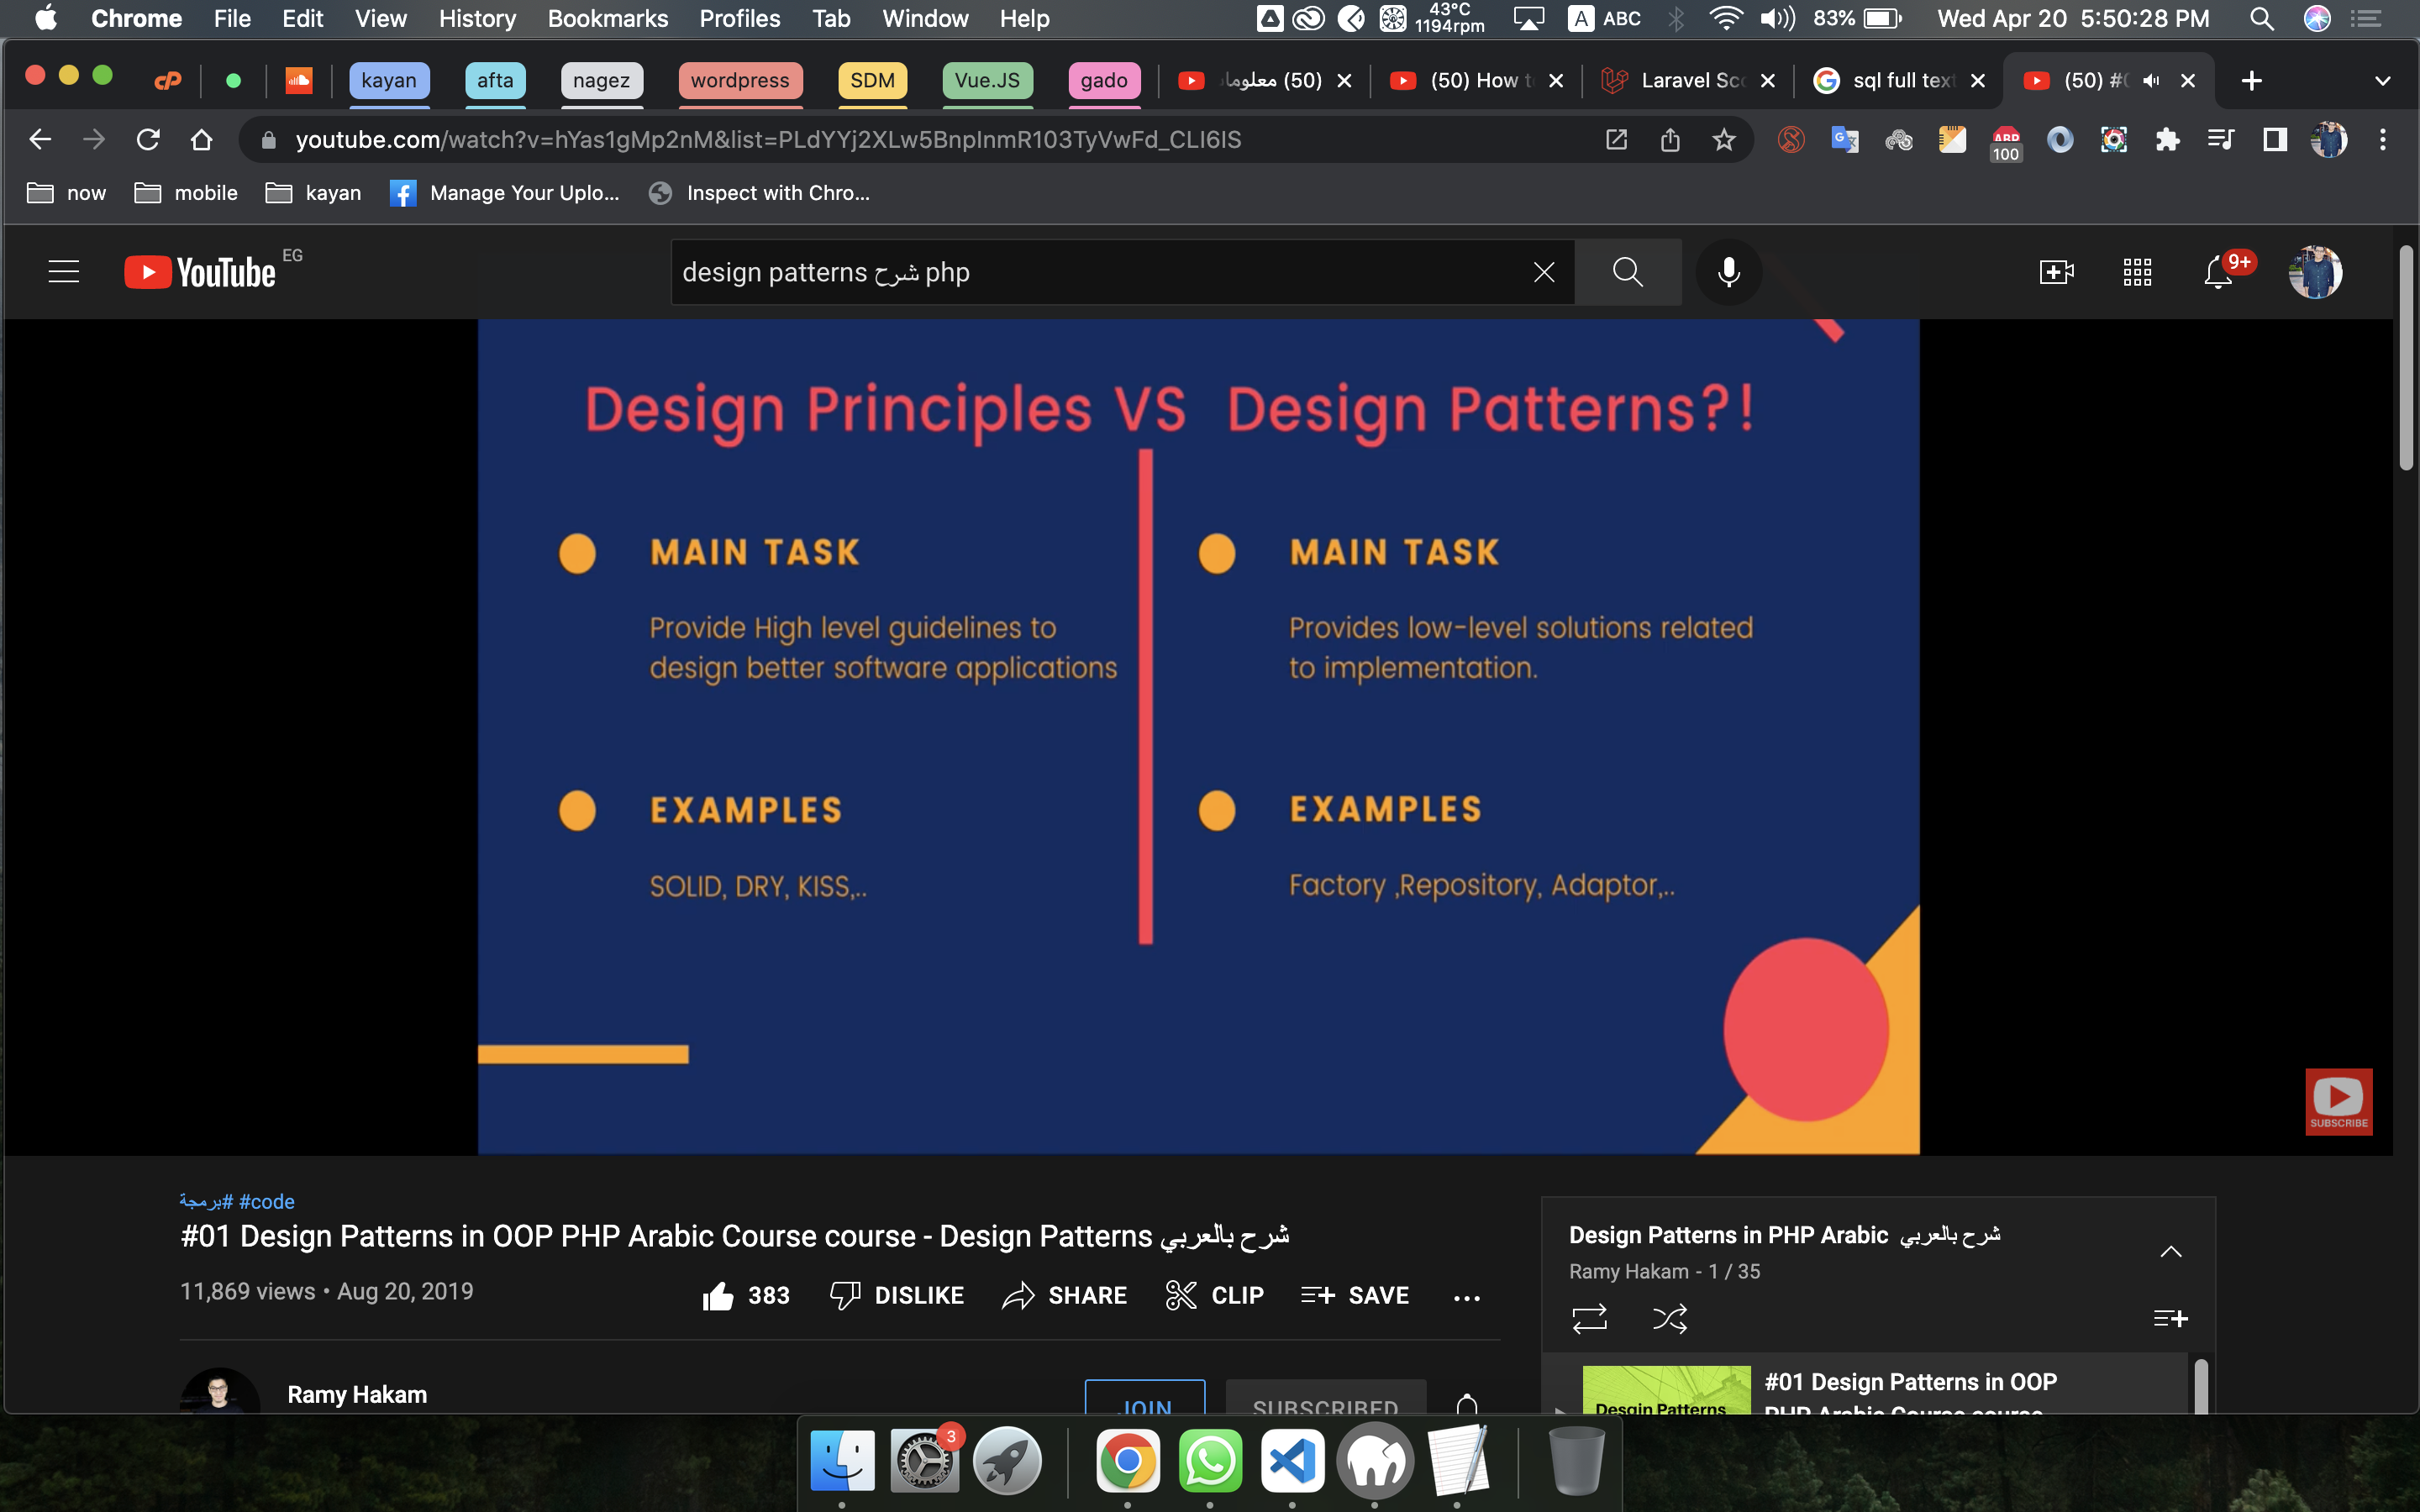 Chrome File Edit View History Bookmarks Profiles Tab Window Help 43°C 1194rpm A ABC 83% Wed Apr 20 5:50:28 PM
kayan afta nagez wordpress SDM Vue.JS gado (50) معلومات (50) How t Laravel Sc sql full text (50) #
youtube.com/watch?v=hYas1gMp2nM&list=PLdYYj2XLw5BnpInmR103TyVwFd_CLI6IS ABP 100
now mobile kayan Manage Your Uplo... Inspect with Chro...
YouTube EG design patterns شرح php 9+
Design Principles VS Design Patterns?!
MAIN TASK
Provide High level guidelines to
design better software applications
EXAMPLES
SOLID, DRY, KISS,..
MAIN TASK
Provides low-level solutions related
to implementation.
EXAMPLES
Factory ,Repository, Adaptor,..
SUBSCRIBE
#برمجة #code
#01 Design Patterns in OOP PHP Arabic Course course - Design Patterns شرح بالعربي
11,869 views • Aug 20, 2019 383 DISLIKE SHARE CLIP SAVE
Ramy Hakam JOIN SUBSCRIBED
Design Patterns in PHP Arabic شرح بالعربي
Ramy Hakam - 1 / 35
#01 Design Patterns in OOP
PHP Arabic Course course
Desgin Patterns
3